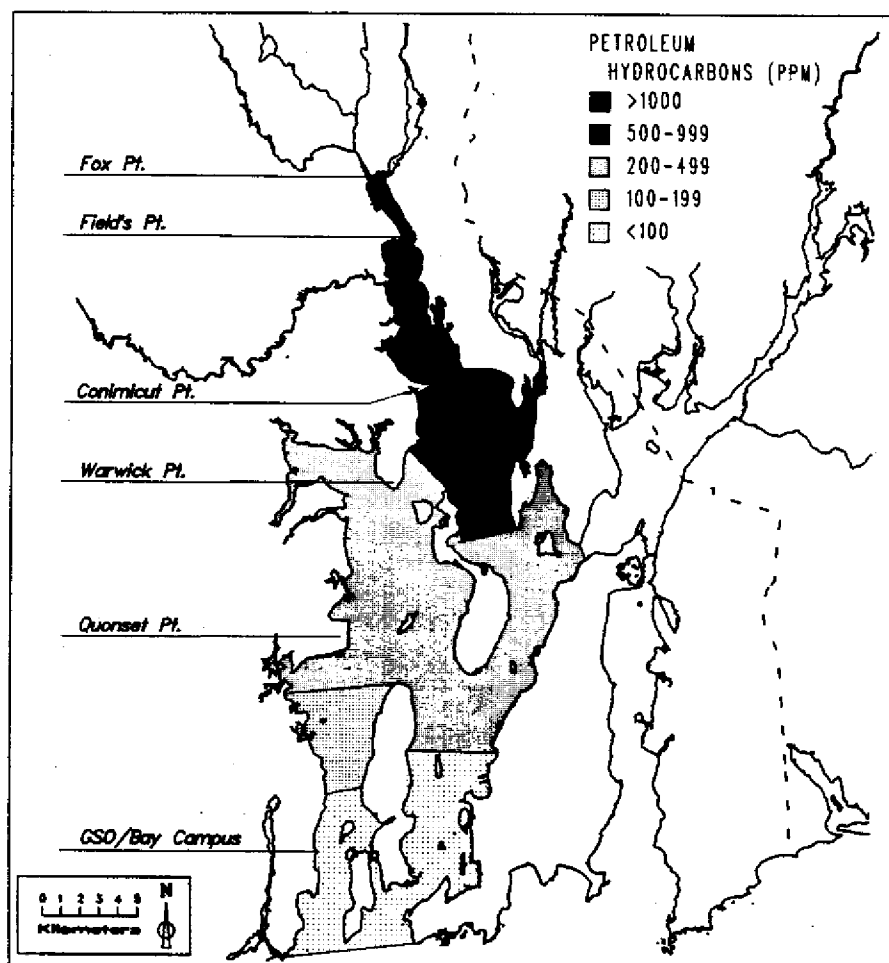 PETROLEUM
HYDROCARBONS (PPM)
>1000
500-999
200-499
100-199
<100
Fox Pt.
Field's Pt.
Conimicut Pt.
Warwick Pt.
Quonset Pt.
GSO/Bay Campus
N
0 1 2 3 4 5
Kilometers